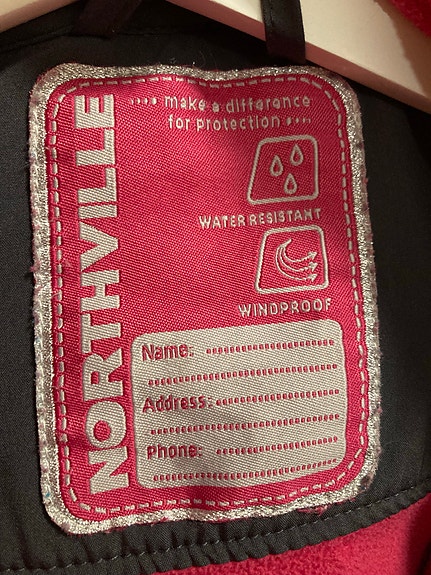 NORTHVILLE
make a difference
for protection
WATER RESISTANT
WINDPROOF
Name:
Address:
Phone: